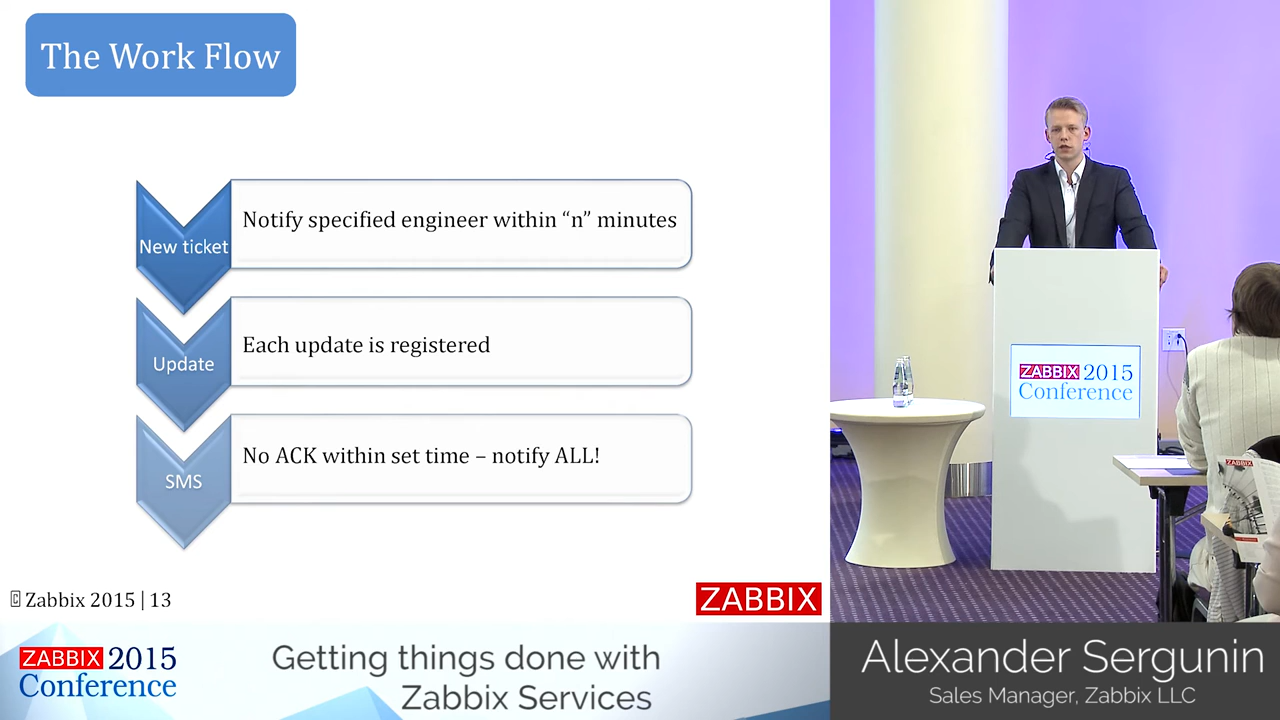 The Work Flow
New ticket
Notify specified engineer within “n” minutes
Update
Each update is registered
SMS
No ACK within set time – notify ALL!
Zabbix 2015 | 13
ZABBIX
ZABBIX 2015
Conference
Getting things done with
Zabbix Services
ZABBIX 2015
Conference
ZABBIX
Alexander Sergunin
Sales Manager, Zabbix LLC